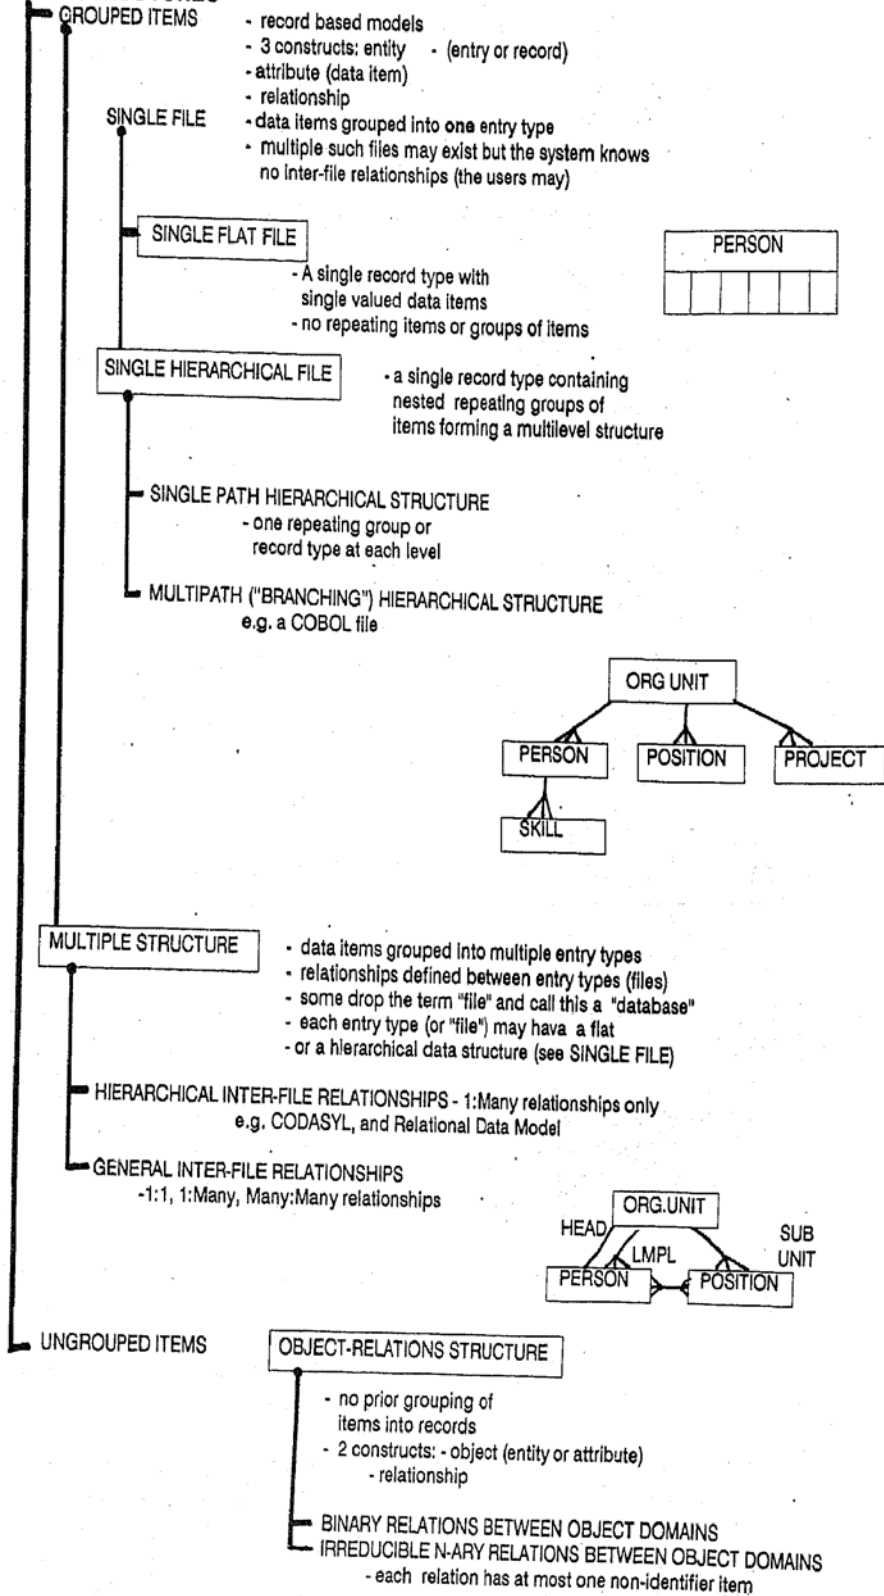 GROUPED ITEMS
- record based models
- 3 constructs: entity - (entry or record)
- attribute (data item)
- relationship
SINGLE FILE
- data items grouped into one entry type
- multiple such files may exist but the system knows
no inter-file relationships (the users may)
SINGLE FLAT FILE
PERSON
- A single record type with
single valued data items
- no repeating items or groups of items
SINGLE HIERARCHICAL FILE
- a single record type containing
nested repeating groups of
items forming a multilevel structure
SINGLE PATH HIERARCHICAL STRUCTURE
- one repeating group or
record type at each level
MULTIPATH ("BRANCHING") HIERARCHICAL STRUCTURE
e.g. a COBOL file
ORG UNIT
PERSON
POSITION
PROJECT
SKILL
MULTIPLE STRUCTURE
- data items grouped into multiple entry types
- relationships defined between entry types (files)
- some drop the term "file" and call this a "database"
- each entry type (or "file") may hava a flat
- or a hierarchical data structure (see SINGLE FILE)
HIERARCHICAL INTER-FILE RELATIONSHIPS - 1:Many relationships only
e.g. CODASYL, and Relational Data Model
GENERAL INTER-FILE RELATIONSHIPS
-1:1, 1:Many, Many:Many relationships
ORG.UNIT
HEAD
LMPL
SUB
UNIT
PERSON
POSITION
UNGROUPED ITEMS
OBJECT-RELATIONS STRUCTURE
- no prior grouping of
items into records
- 2 constructs: - object (entity or attribute)
- relationship
BINARY RELATIONS BETWEEN OBJECT DOMAINS
IRREDUCIBLE N-ARY RELATIONS BETWEEN OBJECT DOMAINS
- each relation has at most one non-identifier item